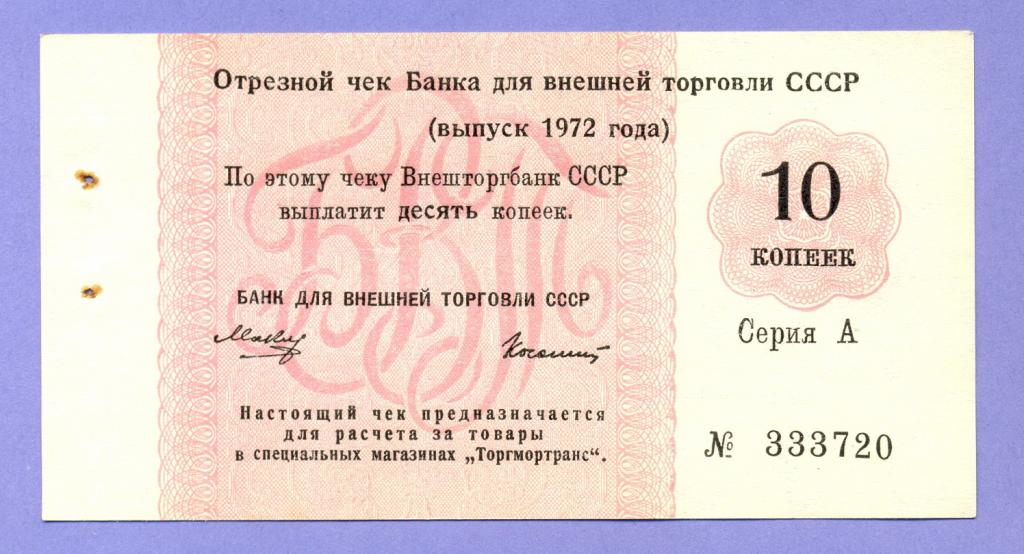 Отрезной чек Банка для внешней торговли СССР
(выпуск 1972 года)
По этому чеку Внешторгбанк СССР
выплатит десять копеек.
10
КОПЕЕК
БАНК ДЛЯ ВНЕШНЕЙ ТОРГОВЛИ СССР
Серия А
Настоящий чек предназначается
для расчета за товары
в специальных магазинах „Торгмортранс“.
№ 333720